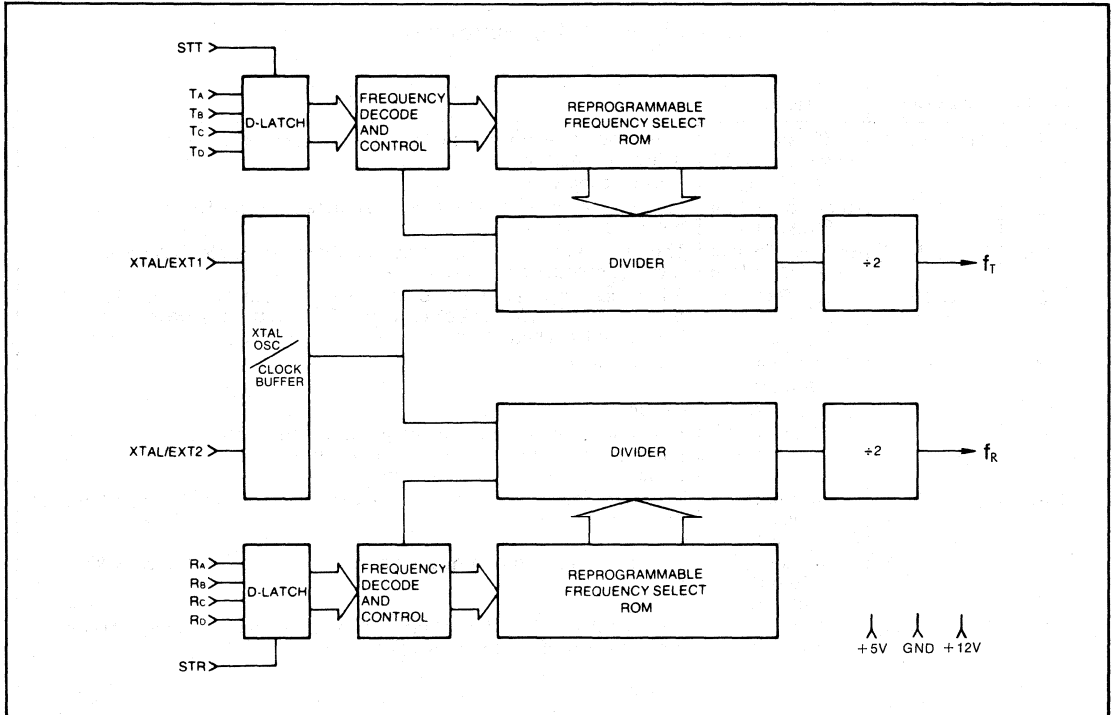 STT
TA
TB
TC
TD
D-LATCH
FREQUENCY
DECODE
AND
CONTROL
REPROGRAMMABLE
FREQUENCY SELECT
ROM
XTAL/EXT1
DIVIDER
÷2
fT
XTAL
OSC
CLOCK
BUFFER
XTAL/EXT2
DIVIDER
÷2
fR
RA
RB
RC
RD
D-LATCH
FREQUENCY
DECODE
AND
CONTROL
REPROGRAMMABLE
FREQUENCY SELECT
ROM
STR
+5V GND +12V